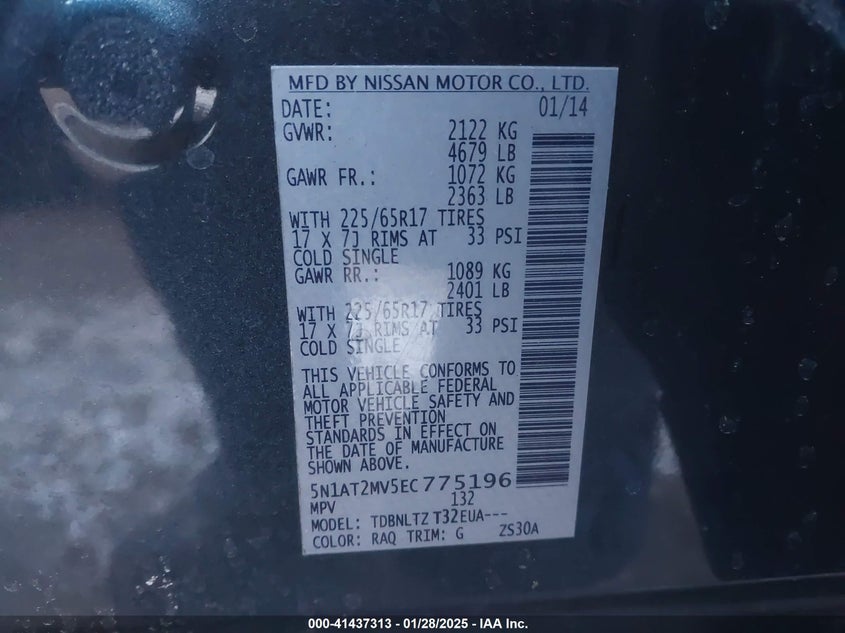 MFD BY NISSAN MOTOR CO., LTD.
DATE: 01/14
GVWR: 2122 KG
4679 LB
GAWR FR.: 1072 KG
2363 LB
WITH 225/65R17 TIRES
17 X 7J RIMS AT 33 PSI
COLD SINGLE
GAWR RR.: 1089 KG
2401 LB
WITH 225/65R17 TIRES
17 X 7J RIMS AT 33 PSI
COLD SINGLE
THIS VEHICLE CONFORMS TO
ALL APPLICABLE FEDERAL
MOTOR VEHICLE SAFETY AND
THEFT PREVENTION
STANDARDS IN EFFECT ON
THE DATE OF MANUFACTURE
SHOWN ABOVE.
5N1AT2MV5EC775196
MPV 132
MODEL: TDBNLTZ T32EUA---
COLOR: RAQ TRIM: G ZS30A
000-41437313 - 01/28/2025 - IAA Inc.